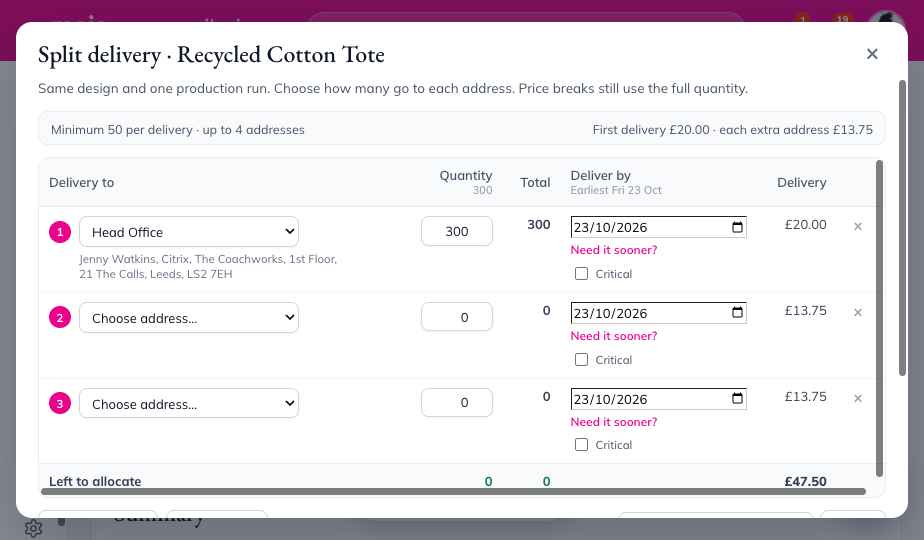 1
19
Split delivery · Recycled Cotton Tote
Same design and one production run. Choose how many go to each address. Price breaks still use the full quantity.
Minimum 50 per delivery · up to 4 addresses
First delivery £20.00 · each extra address £13.75
Delivery to
Quantity
300
Total
Deliver by
Earliest Fri 23 Oct
Delivery
1
Head Office
300
300
23/10/2026
£20.00
×
Need it sooner?
Jenny Watkins, Citrix, The Coachworks, 1st Floor,
21 The Calls, Leeds, LS2 7EH
Critical
2
Choose address...
0
0
23/10/2026
£13.75
×
Need it sooner?
Critical
3
Choose address...
0
0
23/10/2026
£13.75
×
Need it sooner?
Critical
Left to allocate
0
0
£47.50
Summary